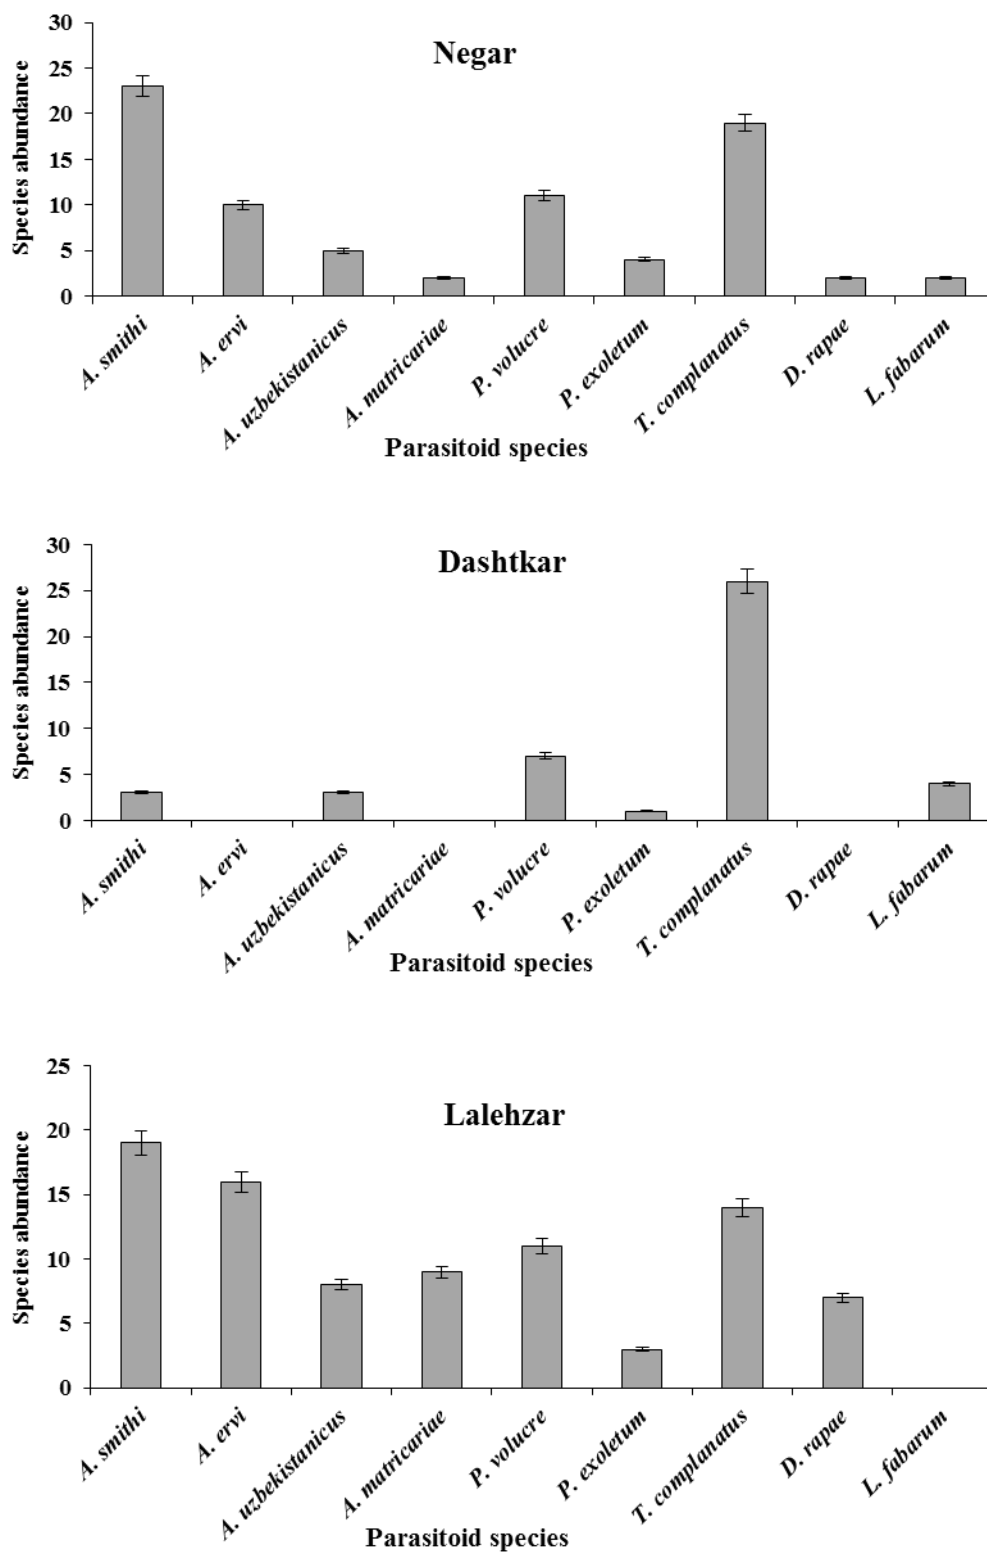 Negar
Species abundance
30
25
20
15
10
5
0
A. smithi
A. ervi
A. uzbekistanicus
A. matricariae
P. volucre
P. exoletum
T. complanatus
D. rapae
L. fabarum
Parasitoid species
Dashtkar
Species abundance
30
25
20
15
10
5
0
A. smithi
A. ervi
A. uzbekistanicus
A. matricariae
P. volucre
P. exoletum
T. complanatus
D. rapae
L. fabarum
Parasitoid species
Lalehzar
Species abundance
25
20
15
10
5
0
A. smithi
A. ervi
A. uzbekistanicus
A. matricariae
P. volucre
P. exoletum
T. complanatus
D. rapae
L. fabarum
Parasitoid species